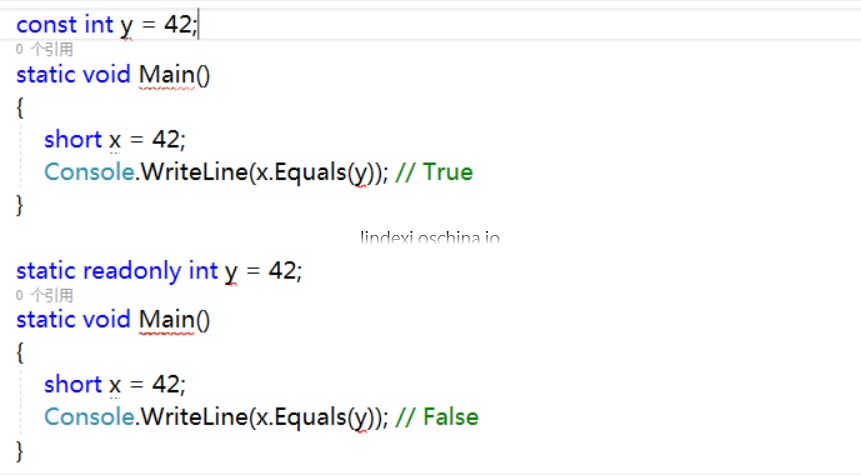 const int y = 42;
0 个引用
static void Main()
{
short x = 42;
Console.WriteLine(x.Equals(y)); // True
}
lindexi.oschina.io
static readonly int y = 42;
0 个引用
static void Main()
{
short x = 42;
Console.WriteLine(x.Equals(y)); // False
}